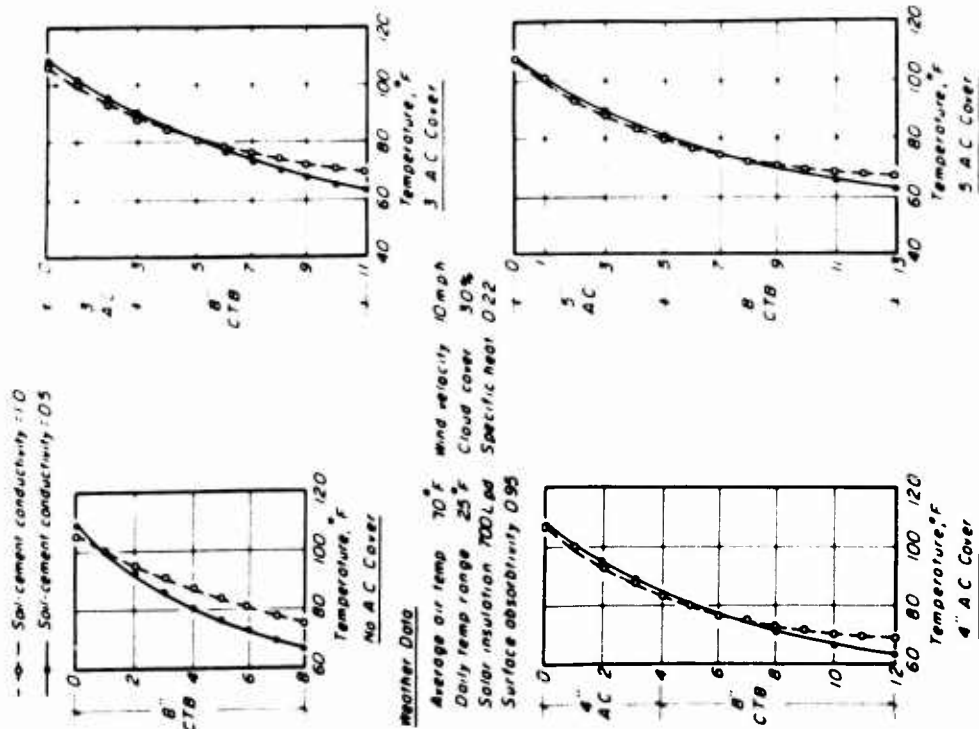 --o-- Soil-cement conductivity = 1.0
Soil-cement conductivity = 0.5
0
2
4
6
8
8"
CTB
60 80 100 120
Temperature, °F
No AC Cover
3
AC
8
CTB
3
5
7
9
11
40 60 80 100 120
Temperature, °F
3 AC Cover
Weather Data
Average air temp 70°F
Daily temp range 25°F
Solar insulation 700 L pd
Surface absorbtivity 0.95
Wind velocity 10 mph
Cloud cover 30%
Specific heat 0.22
0
2
4
6
8
10
12
4"
AC
8"
CTB
60 80 100 120
Temperature, °F
4" AC Cover
0
1
3
5
7
9
11
13
5
AC
8
CTB
40 60 80 100 120
Temperature, °F
5 AC Cover